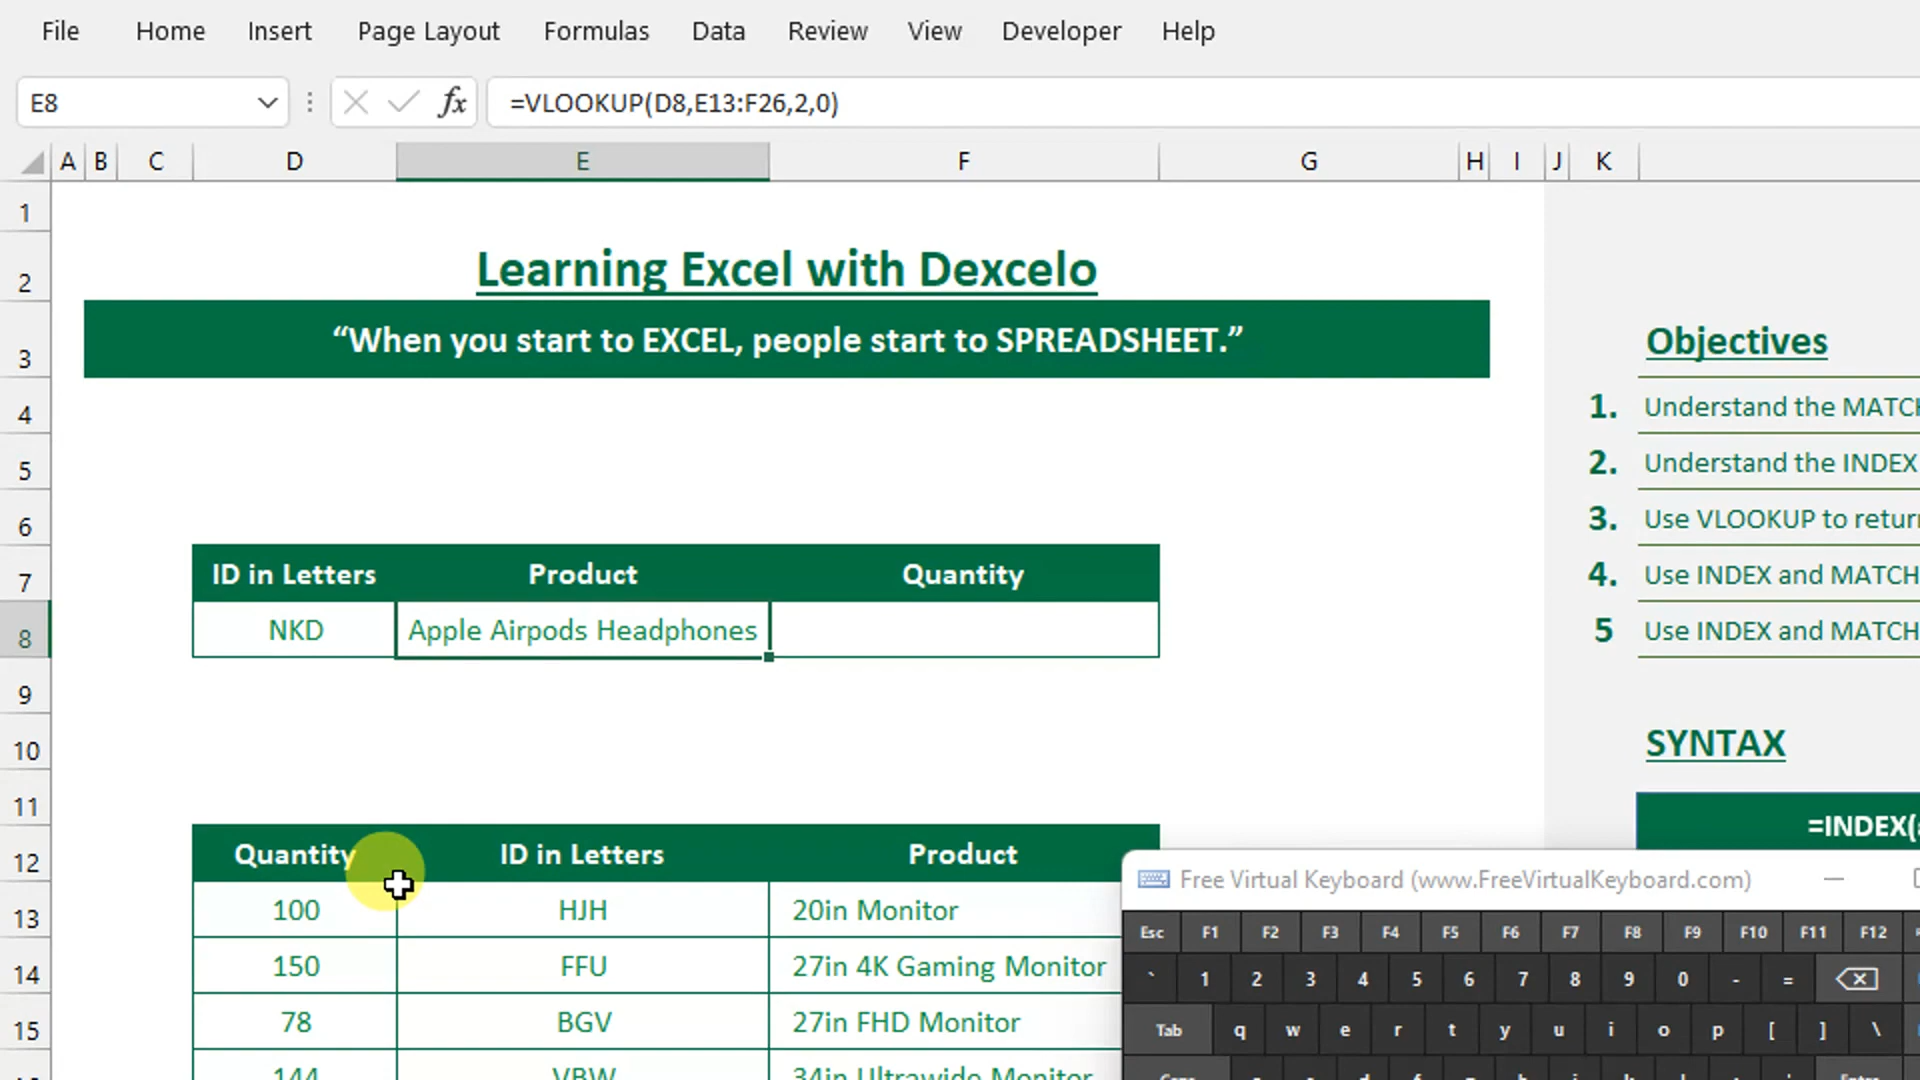 File Home Insert Page Layout Formulas Data Review View Developer Help
E8 fx =VLOOKUP(D8,E13:F26,2,0)
A B C D E F G H I J K
1
2 Learning Excel with Dexcelo
3 “When you start to EXCEL, people start to SPREADSHEET.” Objectives
4 1. Understand the MATCH
5 2. Understand the INDEX
6 3. Use VLOOKUP to return
7 ID in Letters Product Quantity 4. Use INDEX and MATCH
8 NKD Apple Airpods Headphones 5 Use INDEX and MATCH
9
10 SYNTAX
11 =INDEX(
12 Quantity ID in Letters Product
Free Virtual Keyboard (www.FreeVirtualKeyboard.com)
13 100 HJH 20in Monitor
Esc F1 F2 F3 F4 F5 F6 F7 F8 F9 F10 F11 F12
14 150 FFU 27in 4K Gaming Monitor
` 1 2 3 4 5 6 7 8 9 0 - =
15 78 BGV 27in FHD Monitor
Tab q w e r t y u i o p [ ] \
144 VBW 34in Ultrawide Monitor